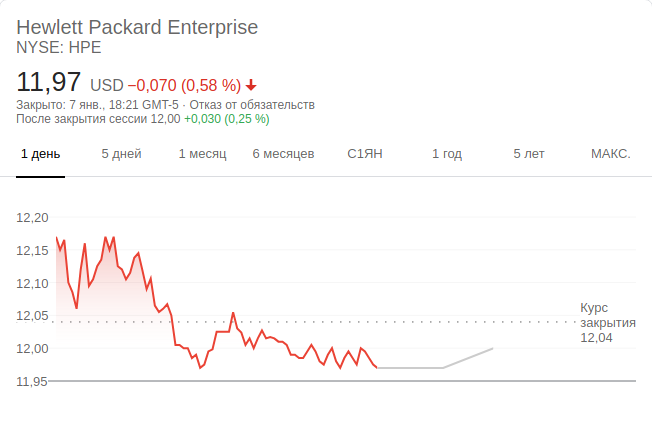 Hewlett Packard Enterprise
NYSE: HPE
11,97 USD −0,070 (0,58 %)
Закрыто: 7 янв., 18:21 GMT-5 · Отказ от обязательств
После закрытия сессии 12,00 +0,030 (0,25 %)
1 день 5 дней 1 месяц 6 месяцев С1ЯН 1 год 5 лет МАКС.
12,20
12,15
12,10
12,05
12,00
11,95
Курс
закрытия
12,04